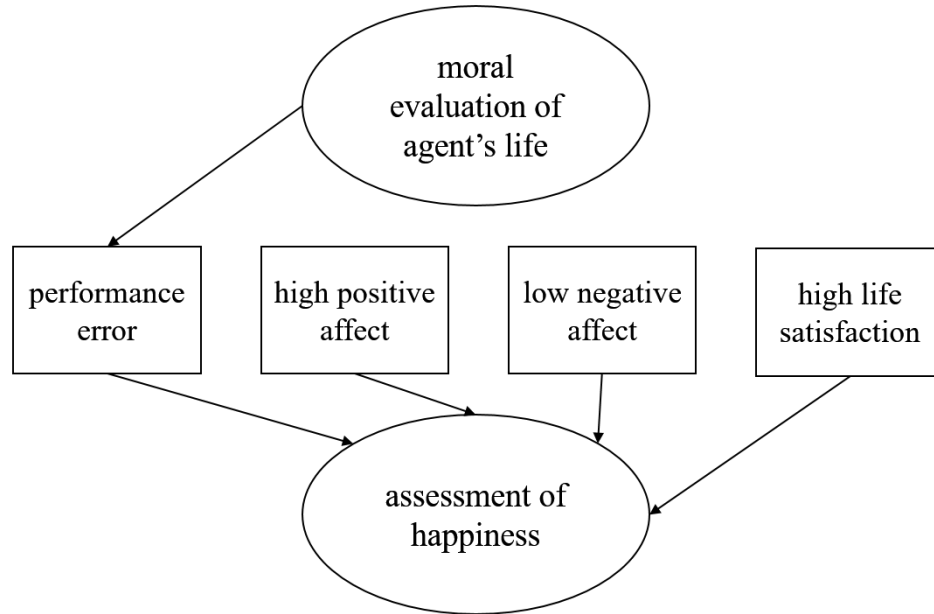 moral
evaluation of
agent’s life
performance
error
high positive
affect
low negative
affect
high life
satisfaction
assessment of
happiness